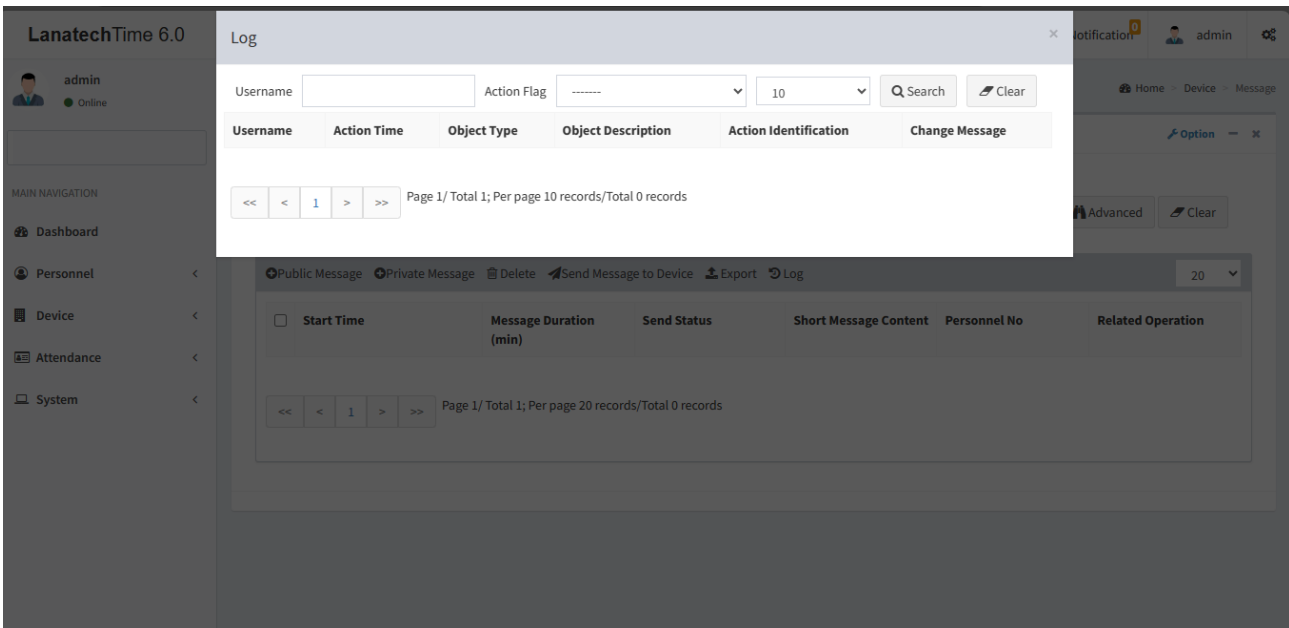 LanatechTime 6.0
Log
×
Notification 0
admin
admin
Online
Username
Action Flag
-------
10
Search
Clear
Home > Device > Message
Username Action Time Object Type Object Description Action Identification Change Message
Option
MAIN NAVIGATION
<< < 1 > >> Page 1/ Total 1; Per page 10 records/Total 0 records
Advanced
Clear
Dashboard
Personnel <
Device <
Attendance <
System <
Public Message Private Message Delete Send Message to Device Export Log
20
Start Time Message Duration (min) Send Status Short Message Content Personnel No Related Operation
<< < 1 > >> Page 1/ Total 1; Per page 20 records/Total 0 records